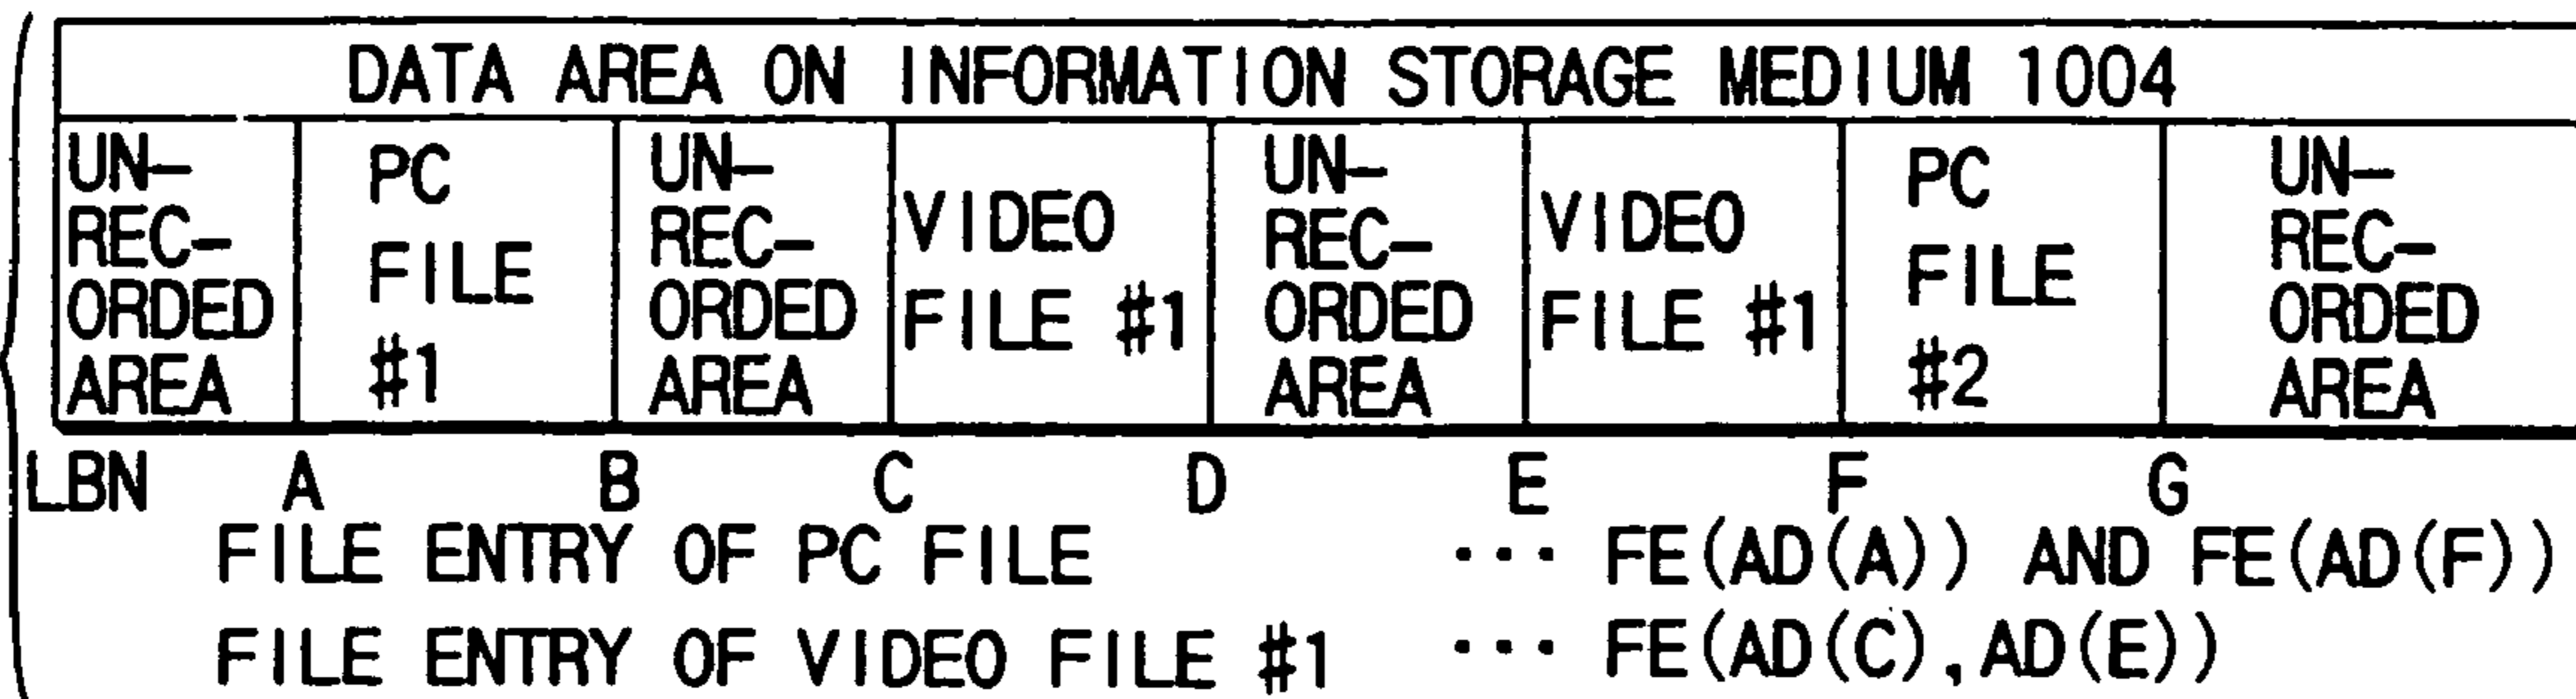 DATA AREA ON INFORMATION STORAGE MEDIUM 1004
UN-
REC-
ORDED
AREA
PC
FILE
#1
UN-
REC-
ORDED
AREA
VIDEO
FILE #1
UN-
REC-
ORDED
AREA
VIDEO
FILE #1
PC
FILE
#2
UN-
REC-
ORDED
AREA
LBN A B C D E F G
FILE ENTRY OF PC FILE ··· FE(AD(A)) AND FE(AD(F))
FILE ENTRY OF VIDEO FILE #1 ··· FE(AD(C),AD(E))